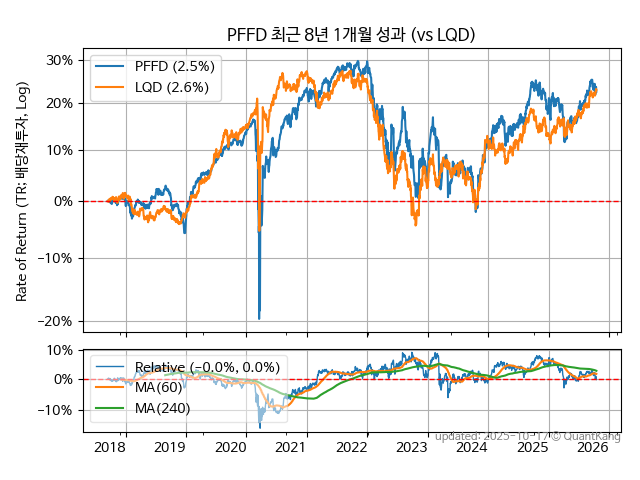 PFFD 최근 8년 1개월 성과 (vs LQD)
Rate of Return (TR: 배당재투자, Log)
30%
20%
10%
0%
−10%
−20%
PFFD (2.5%)
LQD (2.6%)
10%
0%
−10%
Relative (−0.0%, 0.0%)
MA(60)
MA(240)
2018 2019 2020 2021 2022 2023 2024 2025 2026
updated: 2025-10-17 © QuantKang